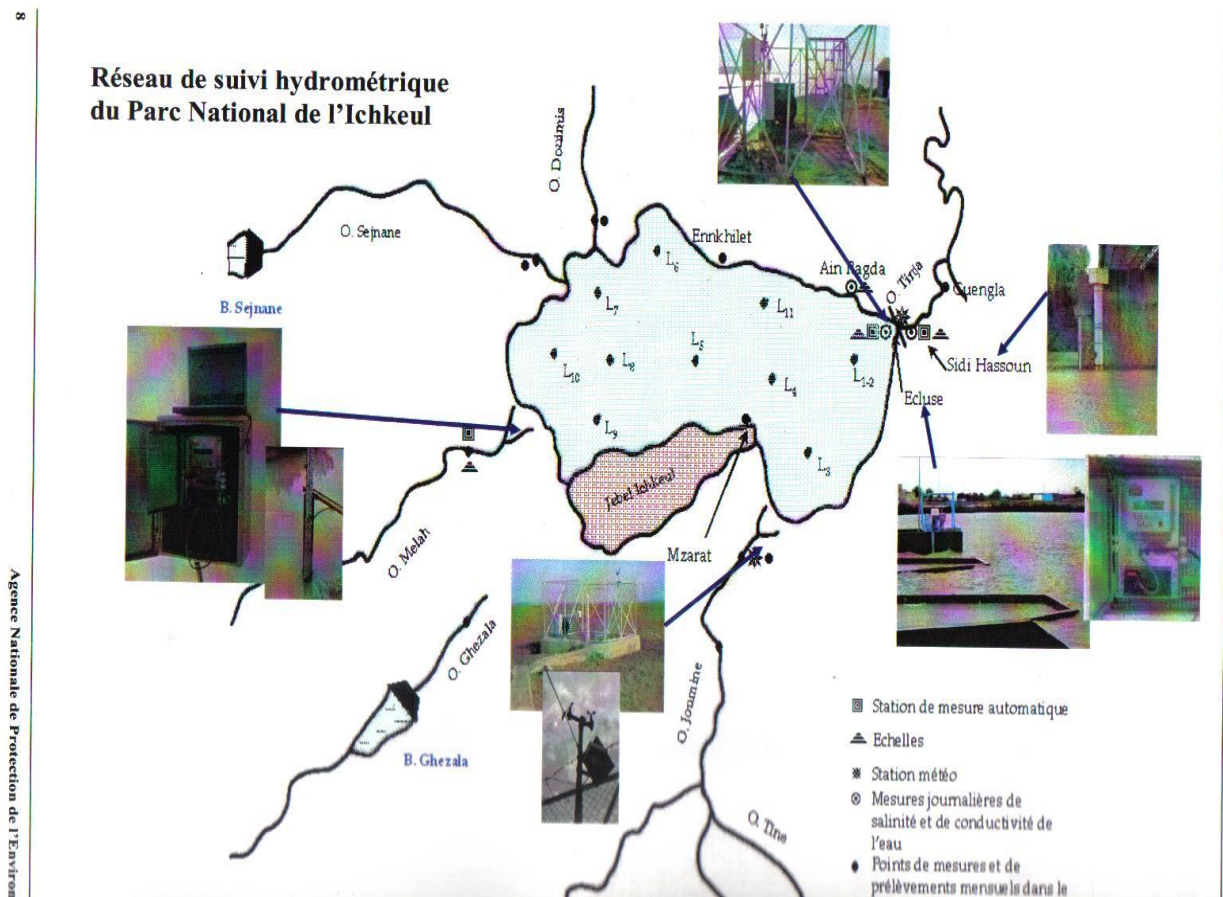 8
Réseau de suivi hydrométrique
du Parc National de l'Ichkeul
O. Douimis
O. Sejnane
B. Sejnane
Ennkhilet
Ain Ragda
O. Tinja
Guengla
L6
L7
L11
L10
L8
L5
L4
L1-2
L9
L3
Sidi Hassoun
Ecluse
Jebel Ichkeul
Mzarat
O. Melah
O. Ghezala
B. Ghezala
O. Joumine
O. Tine
Station de mesure automatique
Echelles
Station météo
Mesures journalières de
salinité et de conductivité de
l'eau
Points de mesures et de
prélèvements mensuels dans le
Agence Nationale de Protection de l'Environ